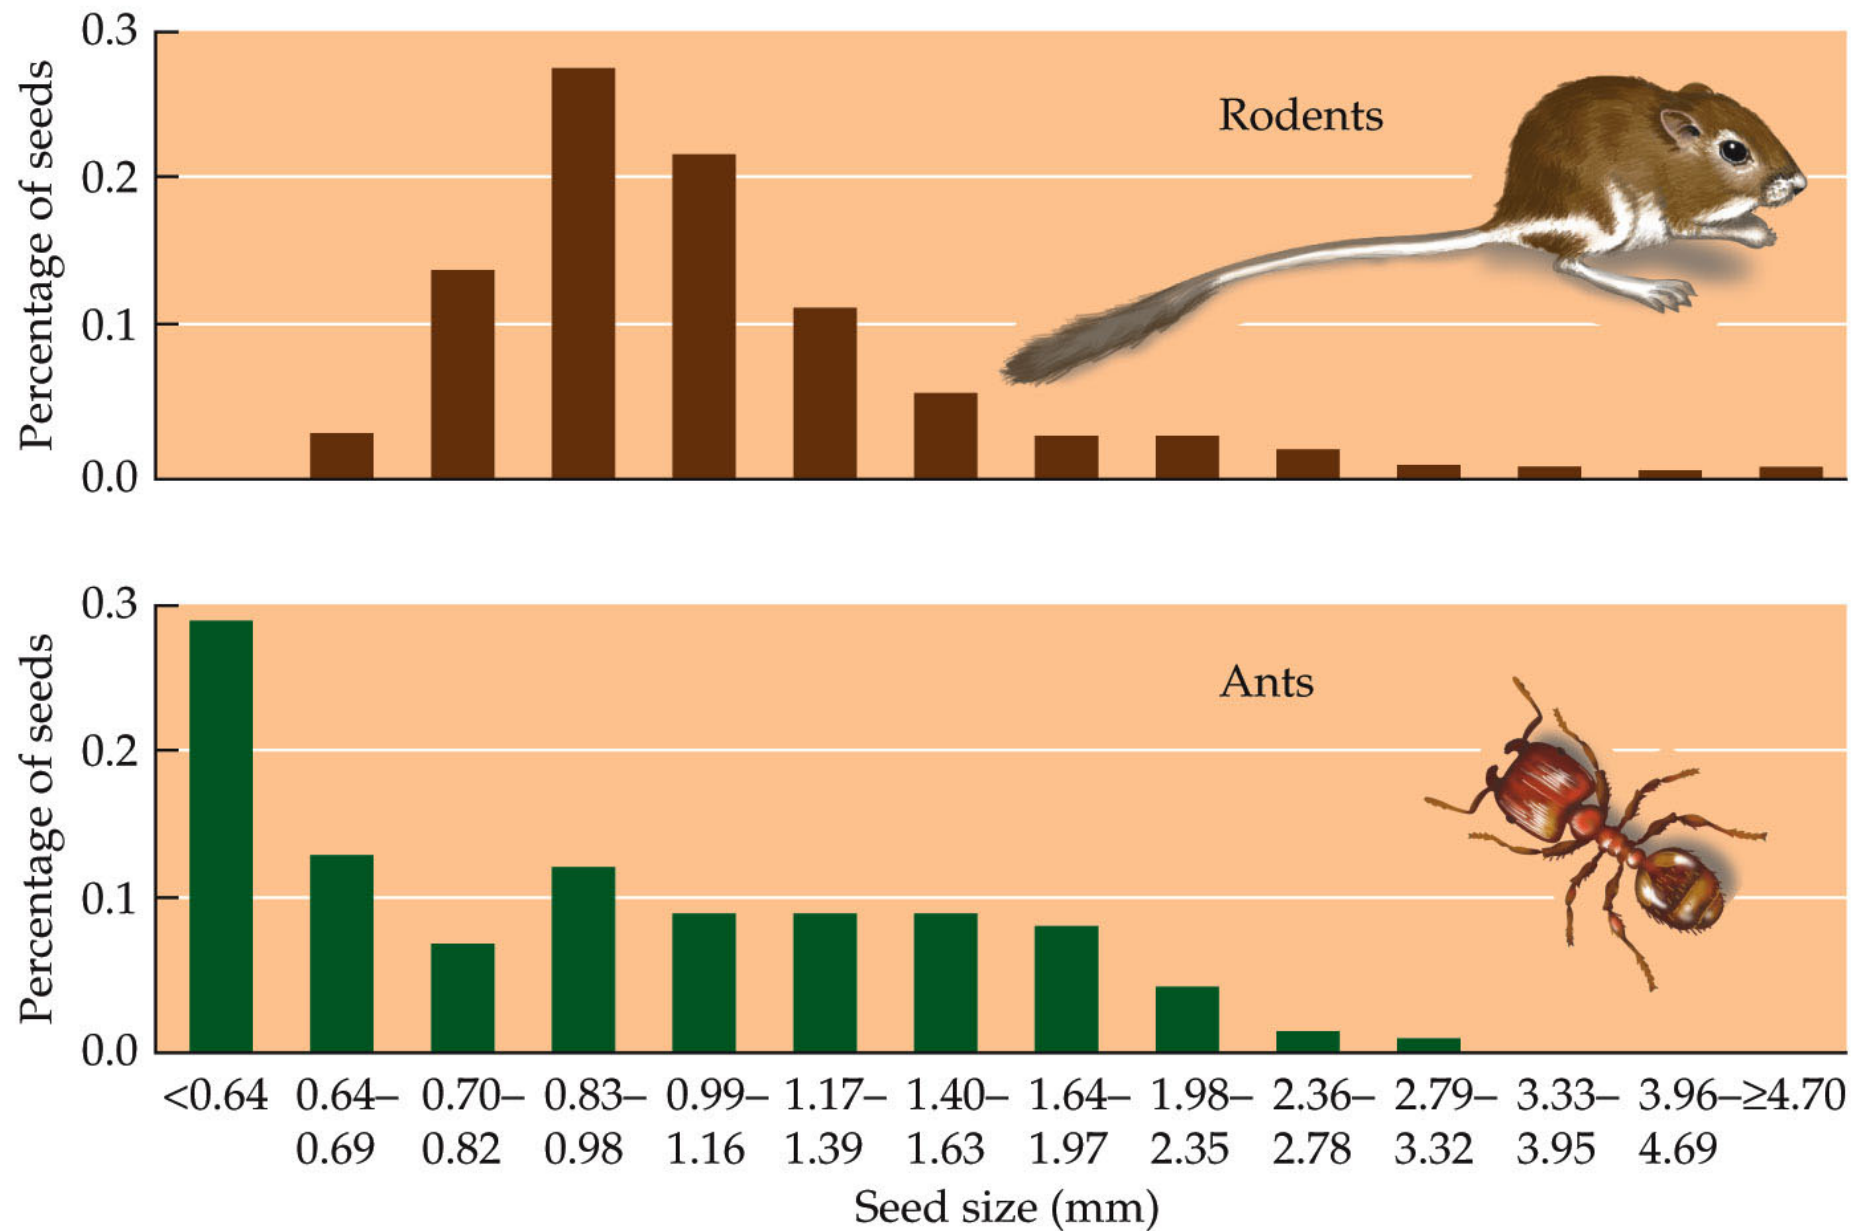 0.3
0.2
0.1
0.0
Percentage of seeds
Rodents
0.3
0.2
0.1
0.0
Percentage of seeds
Ants
<0.64 0.64– 0.70– 0.83– 0.99– 1.17– 1.40– 1.64– 1.98– 2.36– 2.79– 3.33– 3.96– ≥4.70
0.69 0.82 0.98 1.16 1.39 1.63 1.97 2.35 2.78 3.32 3.95 4.69
Seed size (mm)